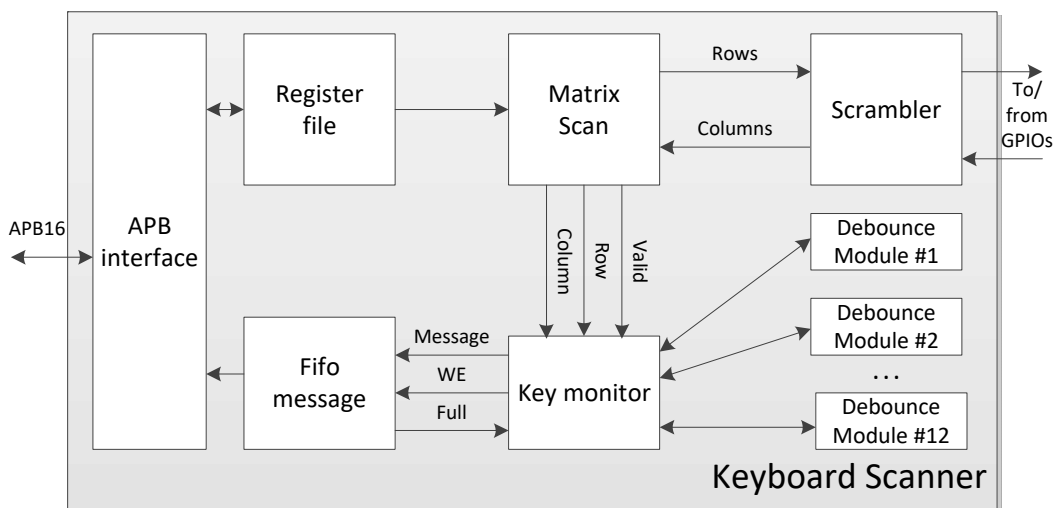 Register
file
Matrix
Scan
Rows
Columns
Scrambler
To/
from
GPIOs
APB16
APB
interface
Column
Row
Valid
Debounce
Module #1
Debounce
Module #2
...
Debounce
Module #12
Fifo
message
Message
WE
Full
Key monitor
Keyboard Scanner